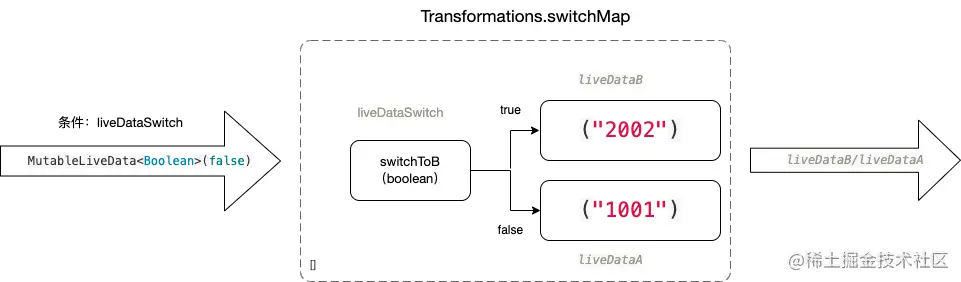 Transformations.switchMap
条件：liveDataSwitch
MutableLiveData<Boolean>(false)
liveDataSwitch
switchToB
（boolean）
true
false
liveDataB
("2002")
("1001")
liveDataA
[]
liveDataB/liveDataA
@稀土掘金技术社区